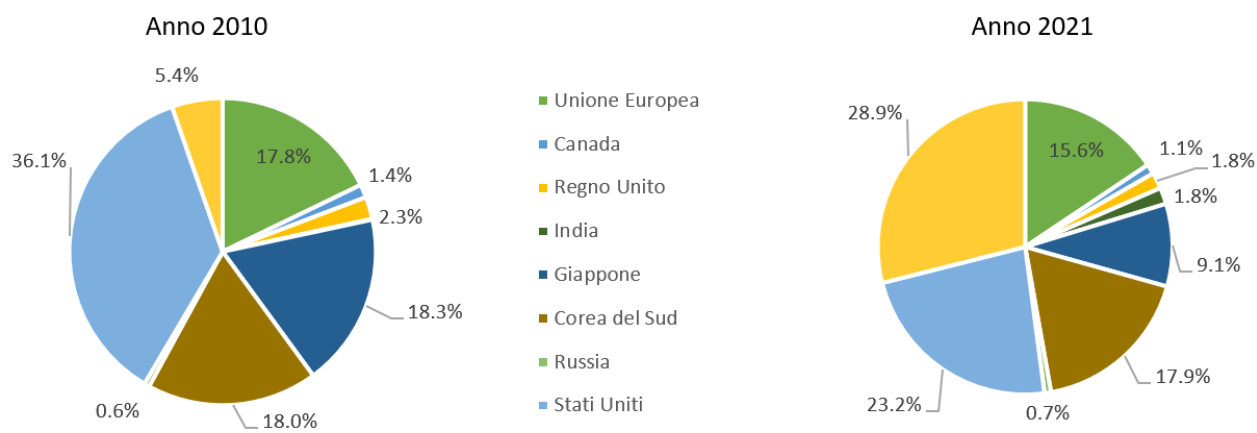 Anno 2010
5.4%
36.1%
17.8%
1.4%
2.3%
18.3%
18.0%
0.6%
Unione Europea
Canada
Regno Unito
India
Giappone
Corea del Sud
Russia
Stati Uniti
Anno 2021
28.9%
15.6%
1.1%
1.8%
1.8%
9.1%
17.9%
0.7%
23.2%